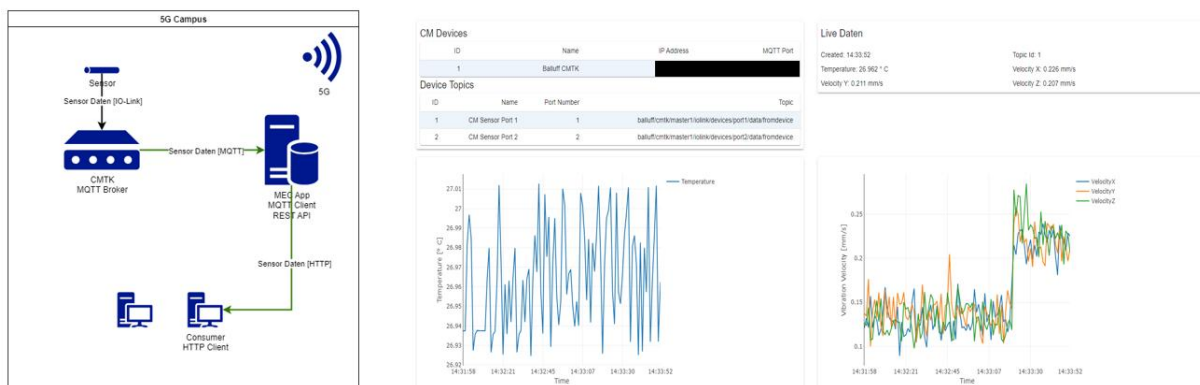 5G Campus
5G
Sensor
Sensor Daten [IO-Link]
Sensor Daten [MQTT]
CMTK
MQTT Broker
MEC App
MQTT Client
REST API
Sensor Daten [HTTP]
Consumer
HTTP Client
CM Devices
ID Name IP Address MQTT Port
1 Balluff CMTK
Device Topics
ID Name Port Number Topic
1 CM Sensor Port 1 1 balluff/cmtk/master1/iolink/devices/port1/data/fromdevice
2 CM Sensor Port 2 2 balluff/cmtk/master1/iolink/devices/port2/data/fromdevice
Live Daten
Created: 14:33:52 Topic Id: 1
Temperature: 26.962 ° C Velocity X: 0.226 mm/s
Velocity Y: 0.211 mm/s Velocity Z: 0.207 mm/s
Temperature
27.01
27
26.99
26.98
26.97
26.96
26.95
26.94
26.93
26.92
Temperature [° C]
14:31:58 14:32:21 14:32:45 14:33:07 14:33:30 14:33:52
Time
VelocityX
VelocityY
VelocityZ
0.25
0.2
0.15
0.1
Vibration Velocity [mm/s]
14:31:58 14:32:21 14:32:45 14:33:07 14:33:30 14:33:52
Time